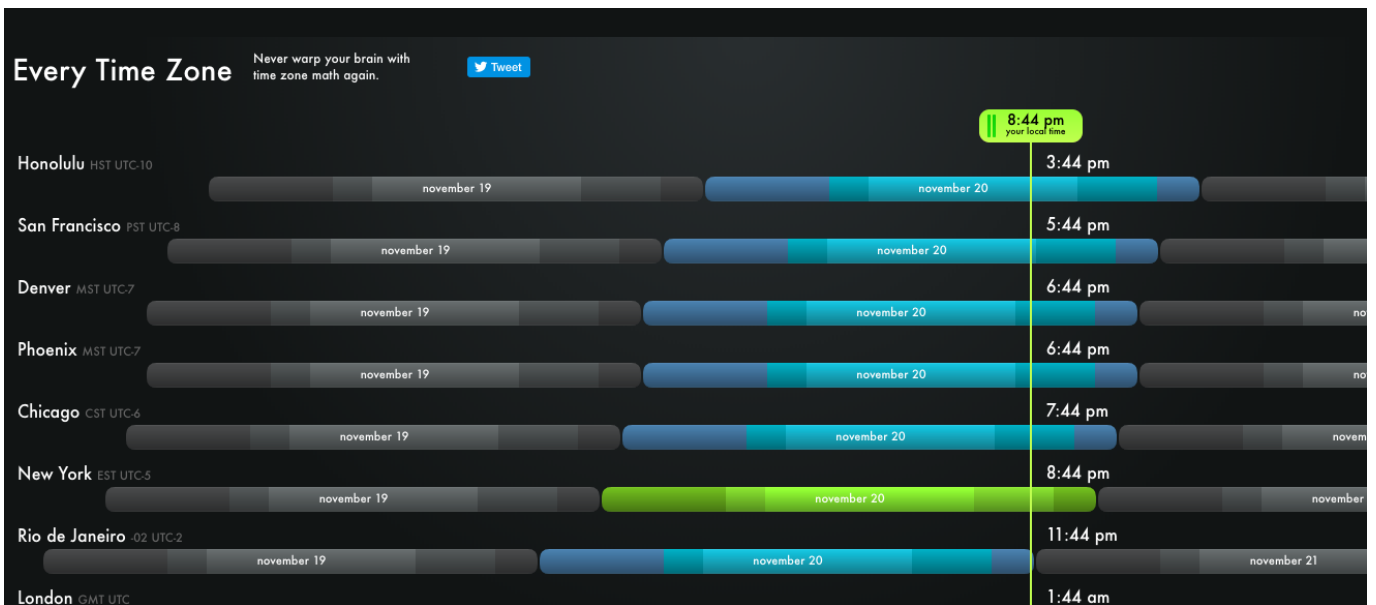 Every Time Zone
Never warp your brain with
time zone math again.
Tweet
8:44 pm
your local time
Honolulu HST UTC-10
3:44 pm
november 19
november 20
San Francisco PST UTC-8
5:44 pm
november 19
november 20
Denver MST UTC-7
6:44 pm
november 19
november 20
no
Phoenix MST UTC-7
6:44 pm
november 19
november 20
no
Chicago CST UTC-6
7:44 pm
november 19
november 20
novem
New York EST UTC-5
8:44 pm
november 19
november 20
november
Rio de Janeiro -02 UTC-2
11:44 pm
november 19
november 20
november 21
London GMT UTC
1:44 am